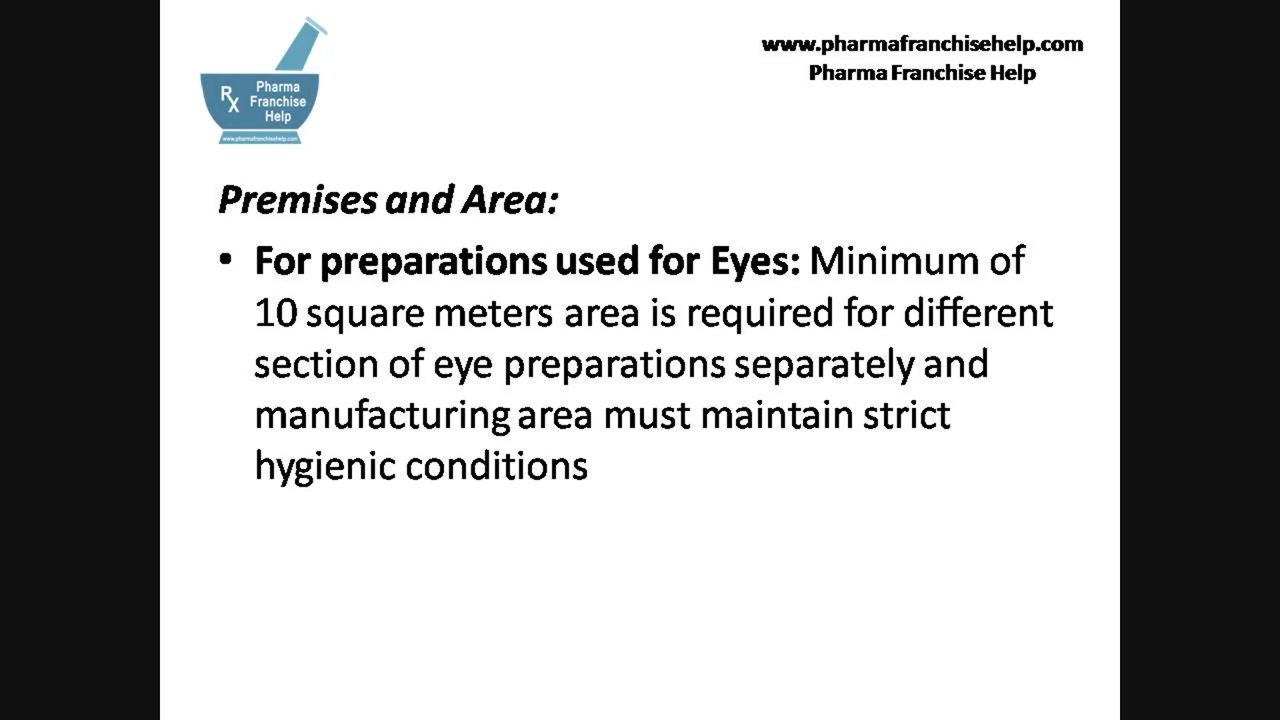 www.pharmafranchisehelp.com
Pharma Franchise Help
Rx
Pharma
Franchise
Help
www.pharmafranchisehelp.com
Premises and Area:
• For preparations used for Eyes: Minimum of
10 square meters area is required for different
section of eye preparations separately and
manufacturing area must maintain strict
hygienic conditions